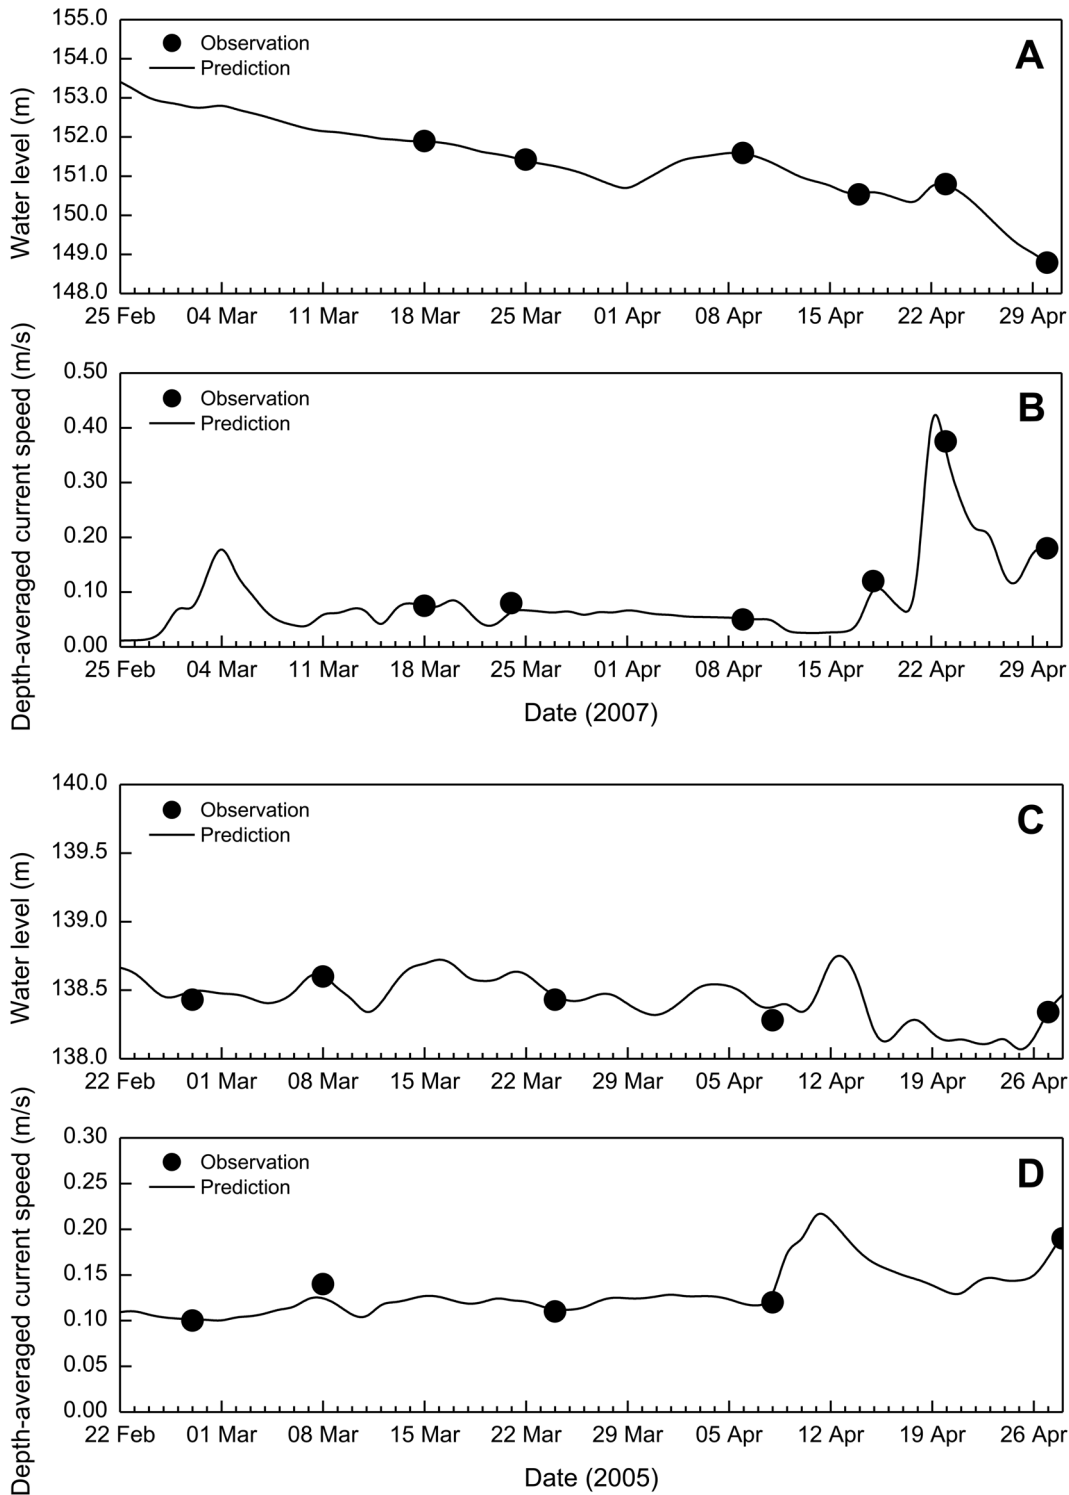 155.0
154.0
153.0
152.0
151.0
150.0
149.0
148.0
Water level (m)
Observation
Prediction
A
25 Feb 04 Mar 11 Mar 18 Mar 25 Mar 01 Apr 08 Apr 15 Apr 22 Apr 29 Apr
0.50
0.40
0.30
0.20
0.10
0.00
Depth-averaged current speed (m/s)
Observation
Prediction
B
25 Feb 04 Mar 11 Mar 18 Mar 25 Mar 01 Apr 08 Apr 15 Apr 22 Apr 29 Apr
Date (2007)
140.0
139.5
139.0
138.5
138.0
Water level (m)
Observation
Prediction
C
22 Feb 01 Mar 08 Mar 15 Mar 22 Mar 29 Mar 05 Apr 12 Apr 19 Apr 26 Apr
0.30
0.25
0.20
0.15
0.10
0.05
0.00
Depth-averaged current speed (m/s)
Observation
Prediction
D
22 Feb 01 Mar 08 Mar 15 Mar 22 Mar 29 Mar 05 Apr 12 Apr 19 Apr 26 Apr
Date (2005)